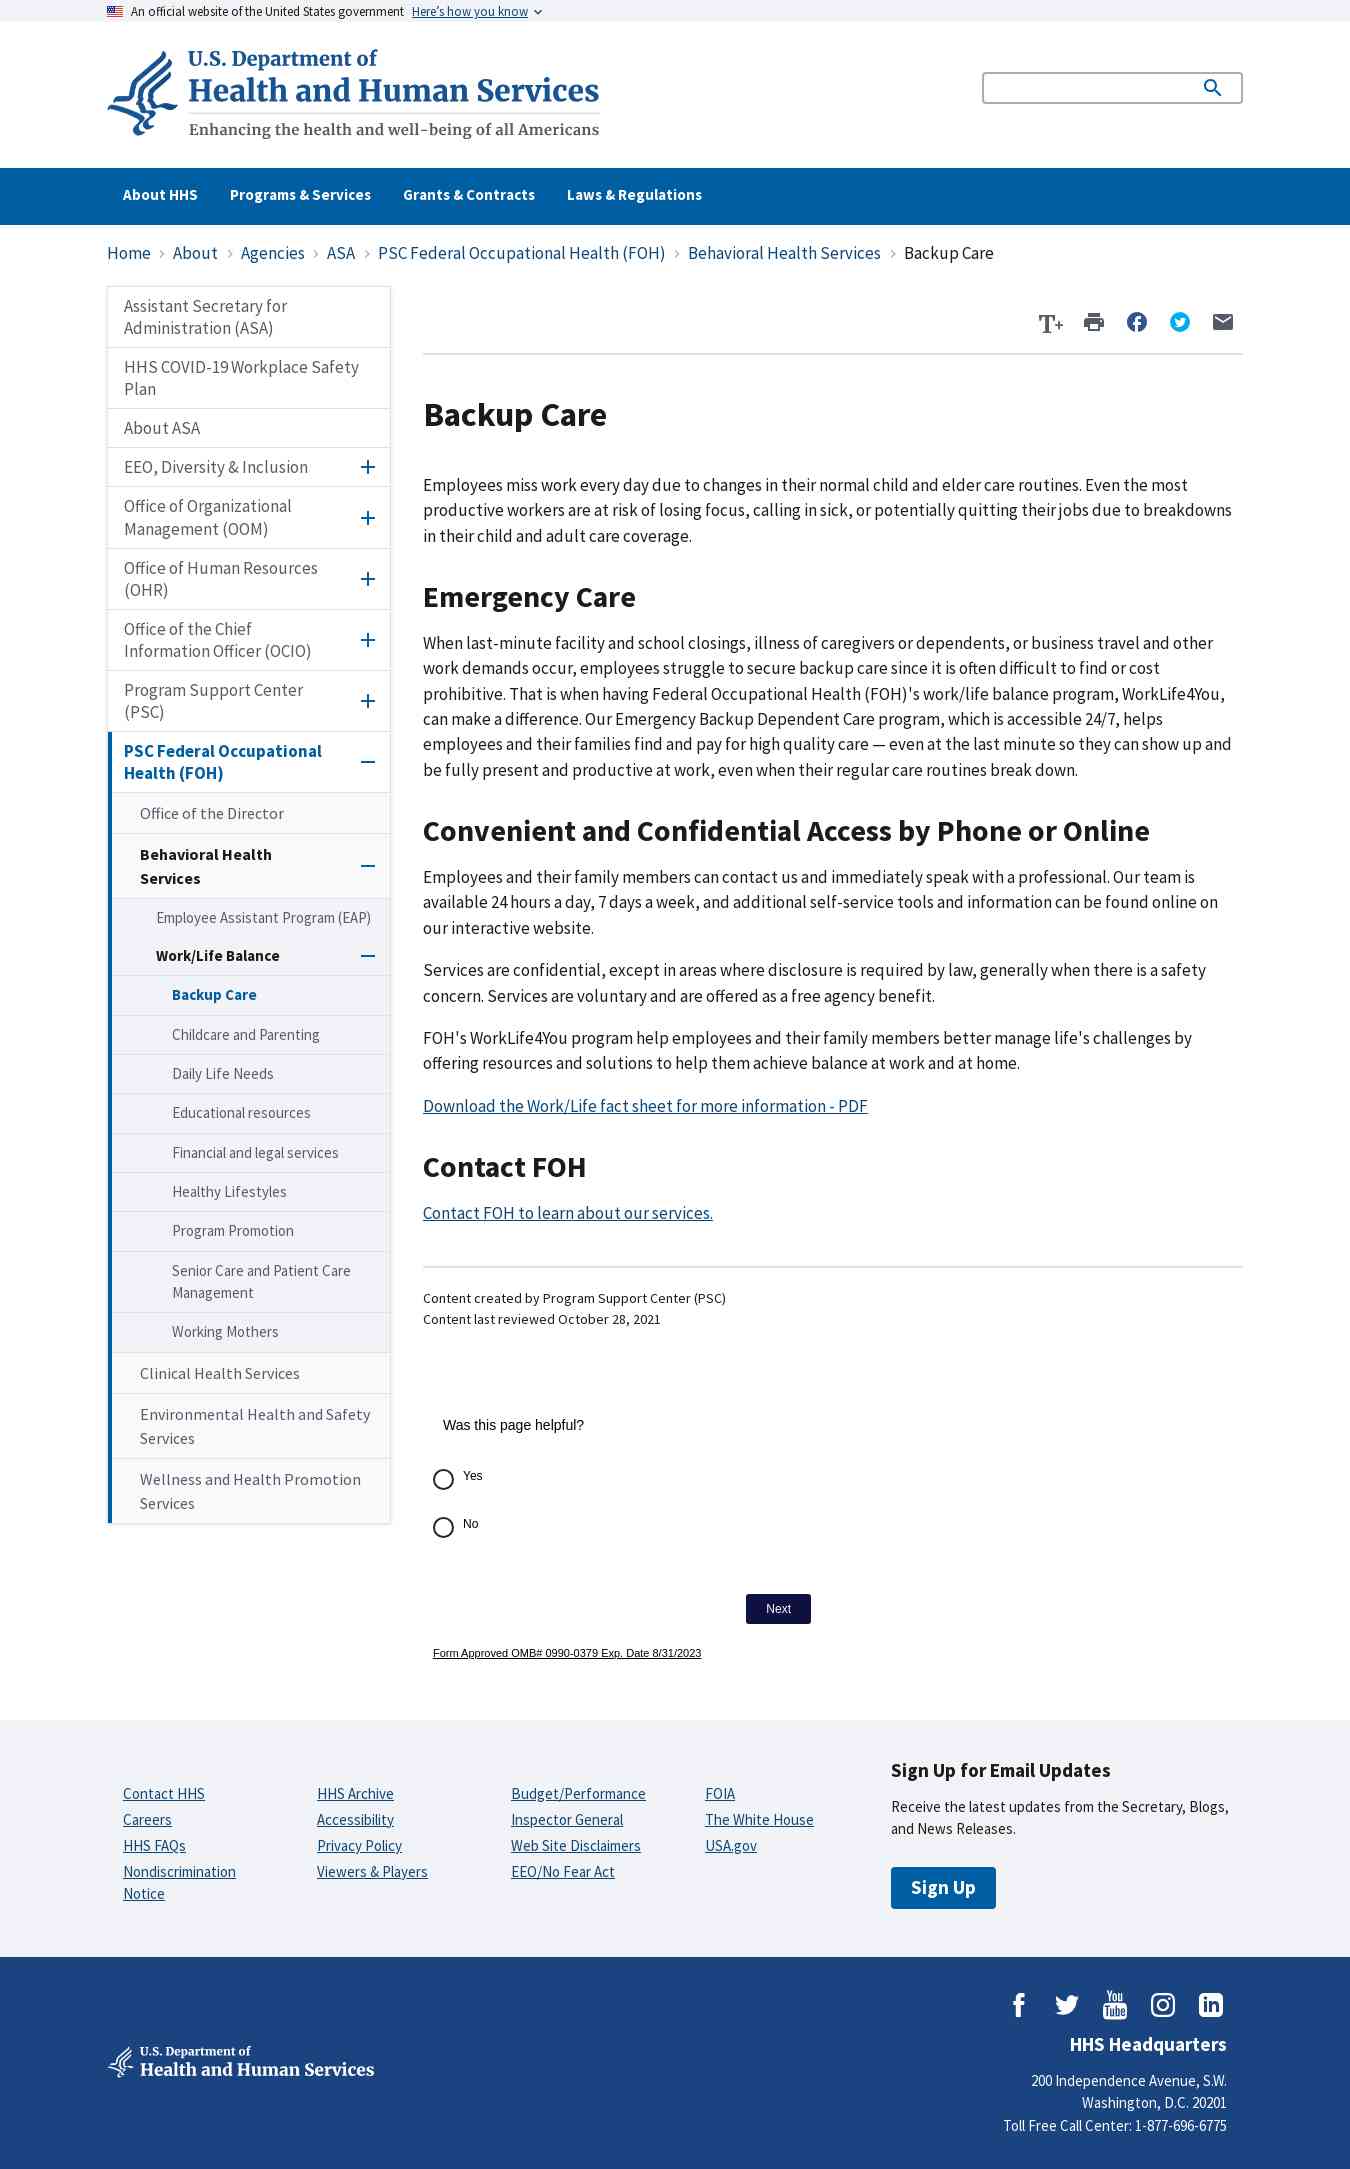 An official website of the United States government Here’s how you know
U.S. Department of
Health and Human Services
Enhancing the health and well-being of all Americans
About HHS Programs & Services Grants & Contracts Laws & Regulations
Home › About › Agencies › ASA › PSC Federal Occupational Health (FOH) › Behavioral Health Services › Backup Care
Assistant Secretary for
Administration (ASA)
HHS COVID-19 Workplace Safety
Plan
About ASA
EEO, Diversity & Inclusion
Office of Organizational
Management (OOM)
Office of Human Resources
(OHR)
Office of the Chief
Information Officer (OCIO)
Program Support Center
(PSC)
PSC Federal Occupational
Health (FOH)
Office of the Director
Behavioral Health
Services
Employee Assistant Program (EAP)
Work/Life Balance
Backup Care
Childcare and Parenting
Daily Life Needs
Educational resources
Financial and legal services
Healthy Lifestyles
Program Promotion
Senior Care and Patient Care
Management
Working Mothers
Clinical Health Services
Environmental Health and Safety
Services
Wellness and Health Promotion
Services
T+
Backup Care
Employees miss work every day due to changes in their normal child and elder care routines. Even the most
productive workers are at risk of losing focus, calling in sick, or potentially quitting their jobs due to breakdowns
in their child and adult care coverage.
Emergency Care
When last-minute facility and school closings, illness of caregivers or dependents, or business travel and other
work demands occur, employees struggle to secure backup care since it is often difficult to find or cost
prohibitive. That is when having Federal Occupational Health (FOH)'s work/life balance program, WorkLife4You,
can make a difference. Our Emergency Backup Dependent Care program, which is accessible 24/7, helps
employees and their families find and pay for high quality care — even at the last minute so they can show up and
be fully present and productive at work, even when their regular care routines break down.
Convenient and Confidential Access by Phone or Online
Employees and their family members can contact us and immediately speak with a professional. Our team is
available 24 hours a day, 7 days a week, and additional self-service tools and information can be found online on
our interactive website.
Services are confidential, except in areas where disclosure is required by law, generally when there is a safety
concern. Services are voluntary and are offered as a free agency benefit.
FOH's WorkLife4You program help employees and their family members better manage life's challenges by
offering resources and solutions to help them achieve balance at work and at home.
Download the Work/Life fact sheet for more information - PDF
Contact FOH
Contact FOH to learn about our services.
Content created by Program Support Center (PSC)
Content last reviewed October 28, 2021
Was this page helpful?
Yes
No
Next
Form Approved OMB# 0990-0379 Exp. Date 8/31/2023
Contact HHS
Careers
HHS FAQs
Nondiscrimination
Notice
HHS Archive
Accessibility
Privacy Policy
Viewers & Players
Budget/Performance
Inspector General
Web Site Disclaimers
EEO/No Fear Act
FOIA
The White House
USA.gov
Sign Up for Email Updates
Receive the latest updates from the Secretary, Blogs,
and News Releases.
Sign Up
You
Tube
U.S. Department of
Health and Human Services
HHS Headquarters
200 Independence Avenue, S.W.
Washington, D.C. 20201
Toll Free Call Center: 1-877-696-6775